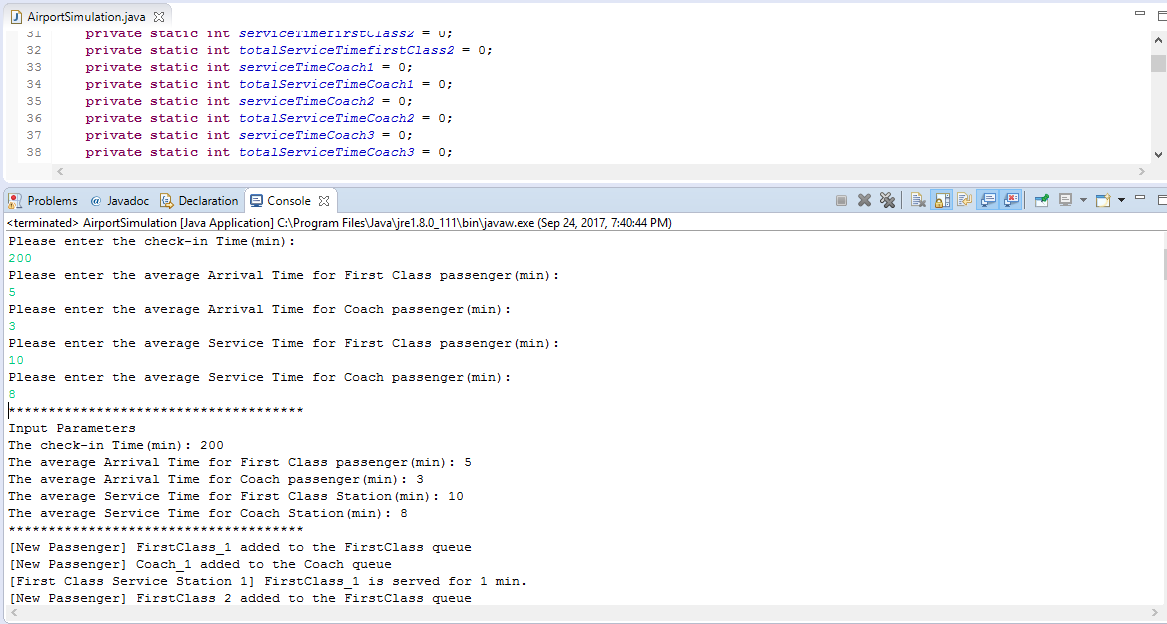 AirportSimulation.java
31 private static int serviceTimefirstClass2 = 0;
32 private static int totalServiceTimefirstClass2 = 0;
33 private static int serviceTimeCoach1 = 0;
34 private static int totalServiceTimeCoach1 = 0;
35 private static int serviceTimeCoach2 = 0;
36 private static int totalServiceTimeCoach2 = 0;
37 private static int serviceTimeCoach3 = 0;
38 private static int totalServiceTimeCoach3 = 0;
Problems @ Javadoc Declaration Console
<terminated> AirportSimulation [Java Application] C:\Program Files\Java\jre1.8.0_111\bin\javaw.exe (Sep 24, 2017, 7:40:44 PM)
Please enter the check-in Time(min):
200
Please enter the average Arrival Time for First Class passenger(min):
5
Please enter the average Arrival Time for Coach passenger(min):
3
Please enter the average Service Time for First Class passenger(min):
10
Please enter the average Service Time for Coach passenger(min):
8
*************************************
Input Parameters
The check-in Time(min): 200
The average Arrival Time for First Class passenger(min): 5
The average Arrival Time for Coach passenger(min): 3
The average Service Time for First Class Station(min): 10
The average Service Time for Coach Station(min): 8
*************************************
[New Passenger] FirstClass_1 added to the FirstClass queue
[New Passenger] Coach_1 added to the Coach queue
[First Class Service Station 1] FirstClass_1 is served for 1 min.
[New Passenger] FirstClass 2 added to the FirstClass queue